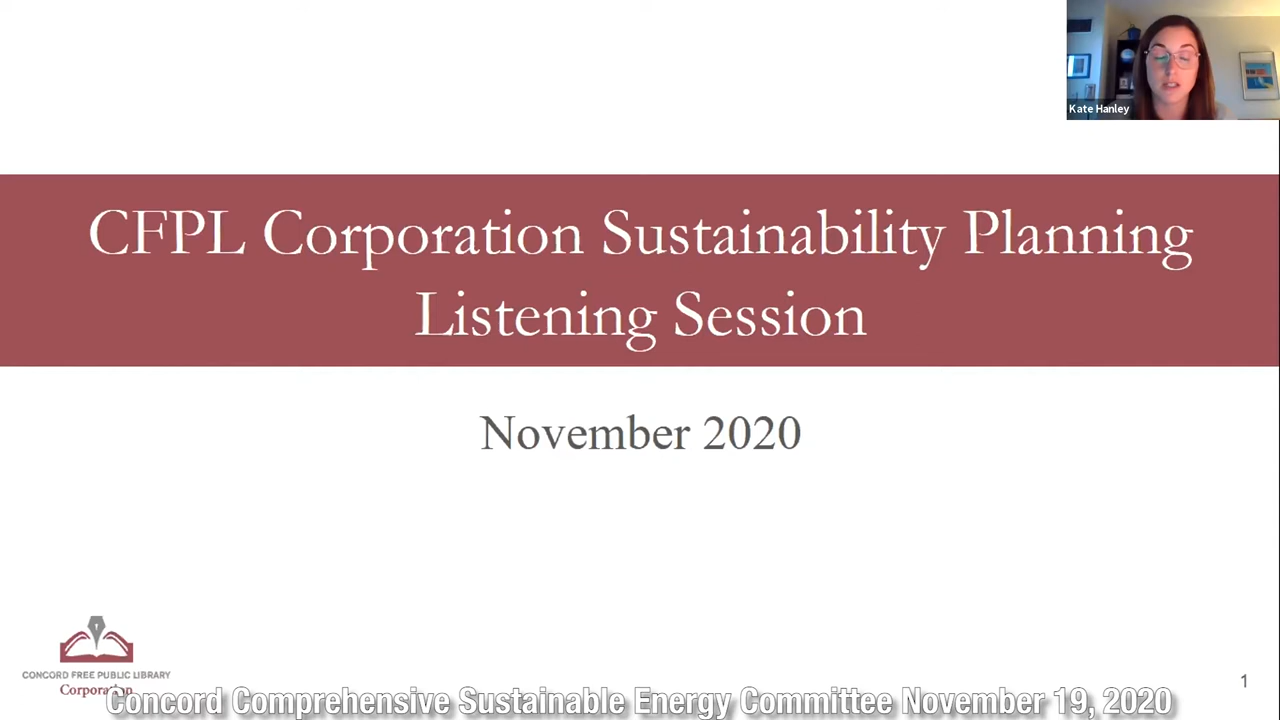 Kate Hanley
CFPL Corporation Sustainability Planning
Listening Session
November 2020
CONCORD FREE PUBLIC LIBRARY
Corporation
1
Concord Comprehensive Sustainable Energy Committee November 19, 2020